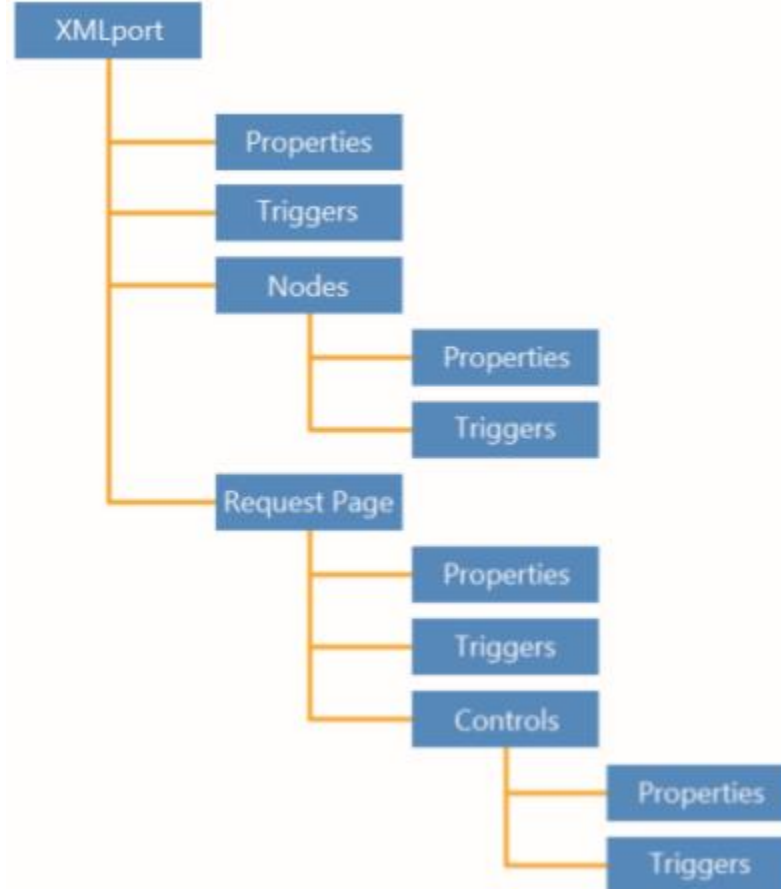 XMLport
Properties
Triggers
Nodes
Properties
Triggers
Request Page
Properties
Triggers
Controls
Properties
Triggers